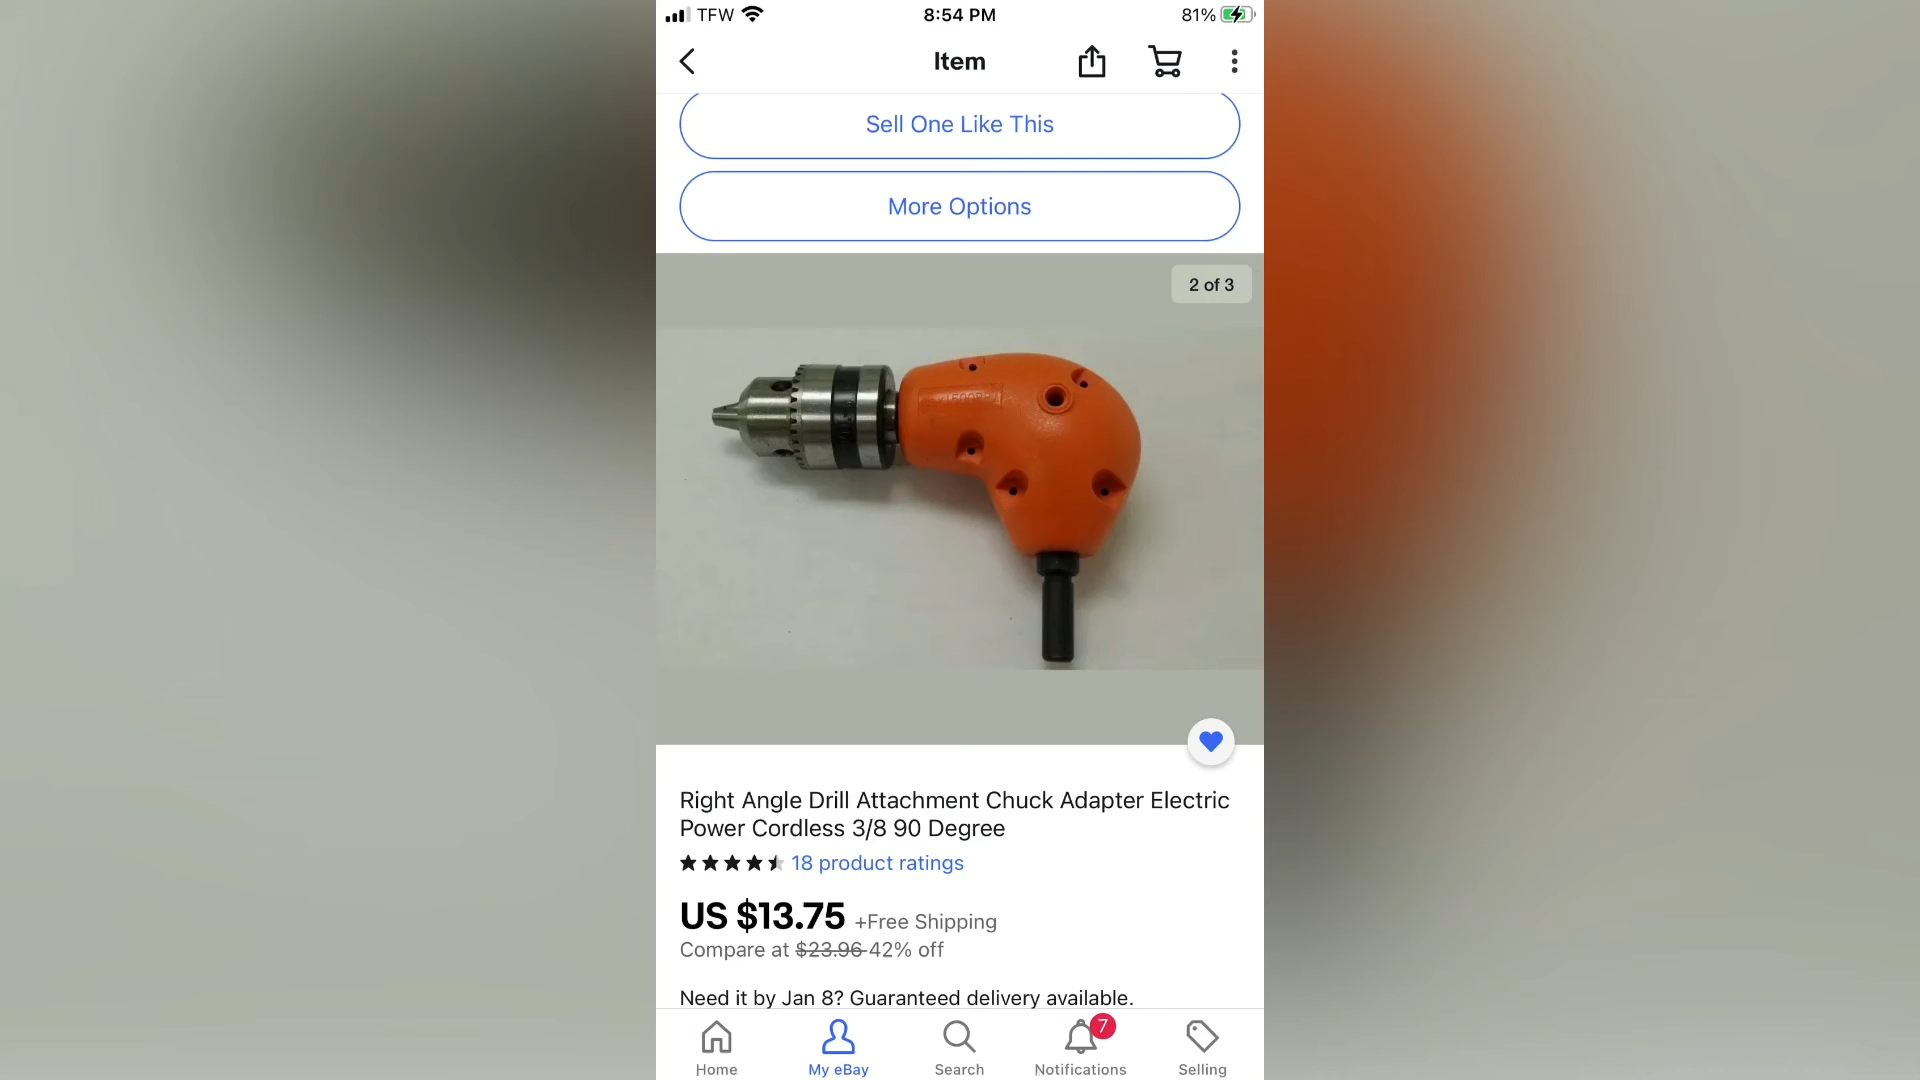 TFW
8:54 PM
81%
Item
Sell One Like This
More Options
2 of 3
Right Angle Drill Attachment Chuck Adapter Electric
Power Cordless 3/8 90 Degree
18 product ratings
US $13.75 +Free Shipping
Compare at $23.96 42% off
Need it by Jan 8? Guaranteed delivery available.
7
Home
My eBay
Search
Notifications
Selling